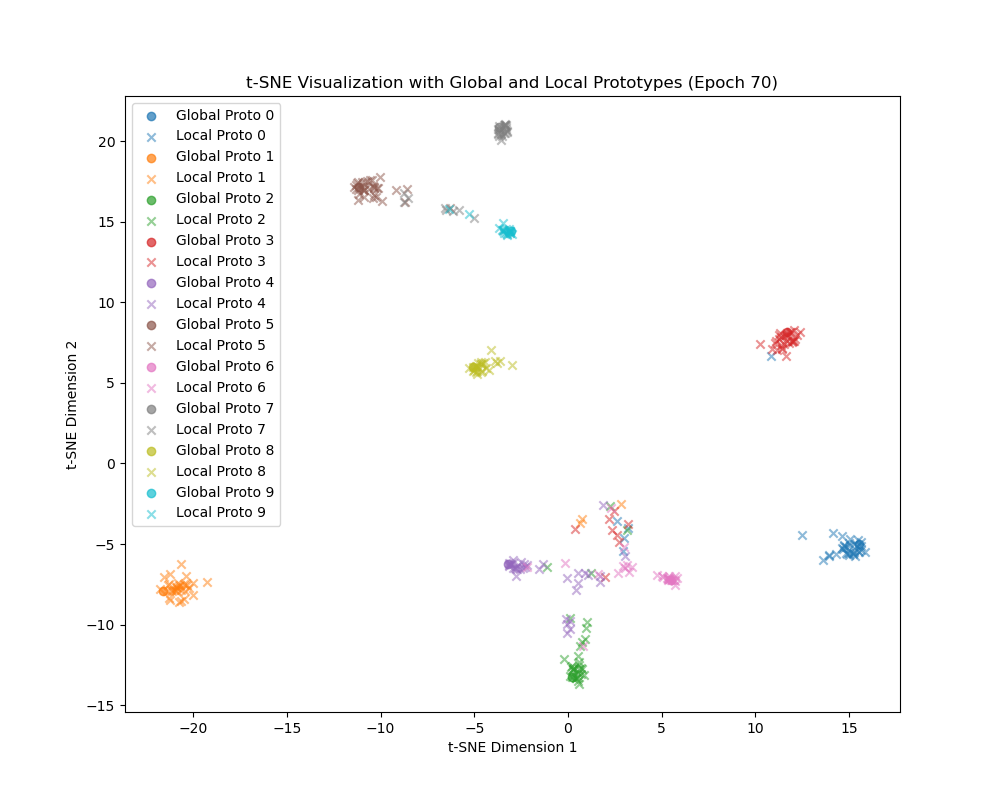 t-SNE Visualization with Global and Local Prototypes (Epoch 70)
Global Proto 0
Local Proto 0
Global Proto 1
Local Proto 1
Global Proto 2
Local Proto 2
Global Proto 3
Local Proto 3
Global Proto 4
Local Proto 4
Global Proto 5
Local Proto 5
Global Proto 6
Local Proto 6
Global Proto 7
Local Proto 7
Global Proto 8
Local Proto 8
Global Proto 9
Local Proto 9
t-SNE Dimension 2
20
15
10
5
0
−5
−10
−15
−20 −15 −10 −5 0 5 10 15
t-SNE Dimension 1